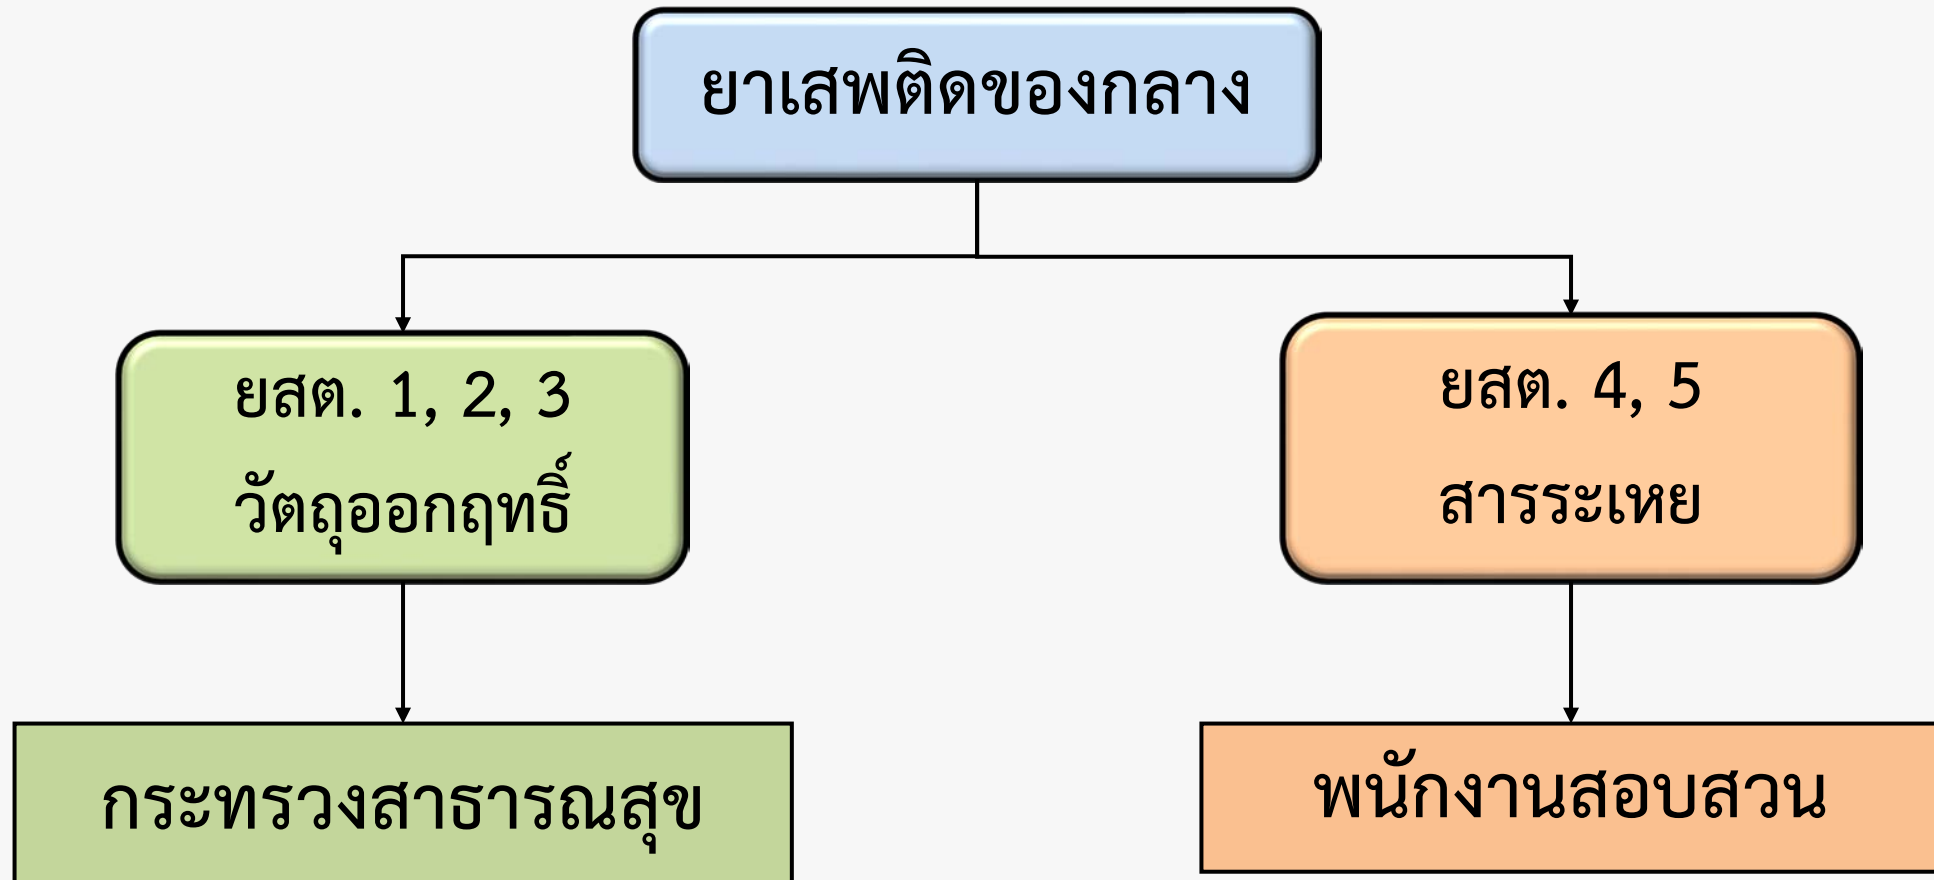 ยาเสพติดของกลาง
ยสต. 1, 2, 3
วัตถุออกฤทธิ์
ยสต. 4, 5
สารระเหย
กระทรวงสาธารณสุข
พนักงานสอบสวน